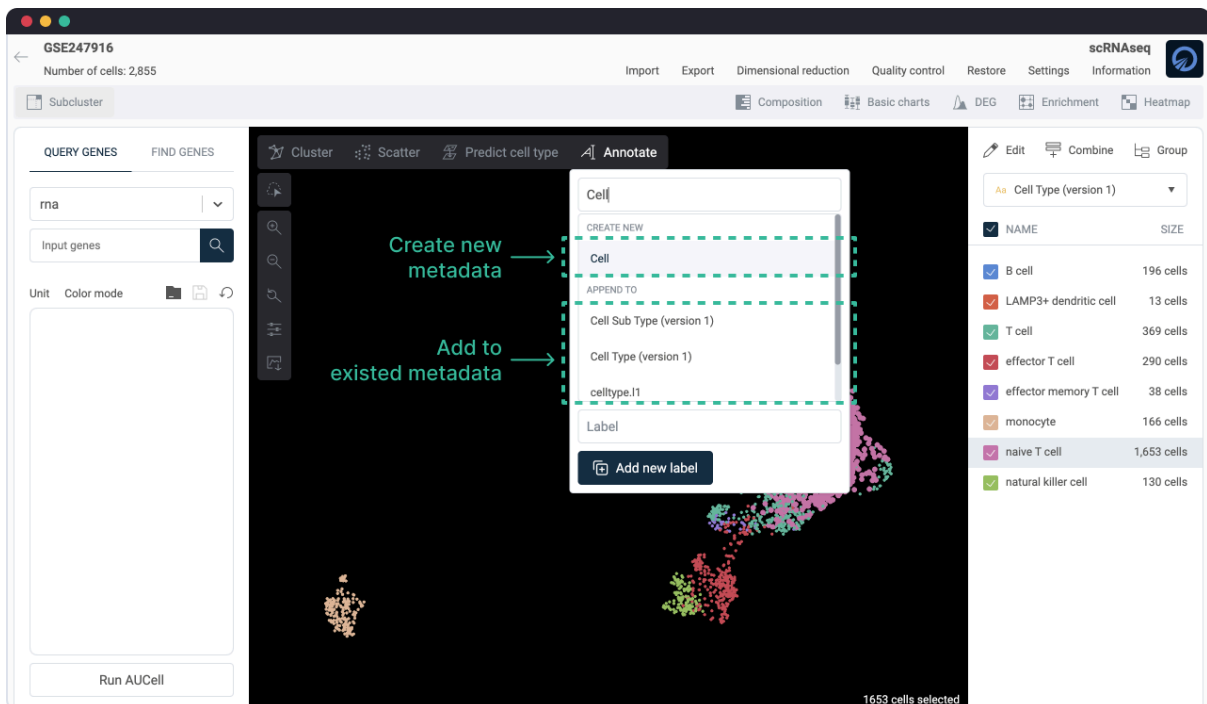 GSE247916
Number of cells: 2,855
scRNAseq
Import Export Dimensional reduction Quality control Restore Settings Information
Subcluster
Composition Basic charts DEG Enrichment Heatmap
QUERY GENES FIND GENES
rna
Input genes
Unit Color mode
Run AUCell
Cluster Scatter Predict cell type Annotate
Cell
CREATE NEW
Create new
metadata
Cell
APPEND TO
Cell Sub Type (version 1)
Add to
existed metadata
Cell Type (version 1)
celltype.l1
Label
Add new label
1653 cells selected
Edit Combine Group
Aa Cell Type (version 1)
NAME SIZE
B cell 196 cells
LAMP3+ dendritic cell 13 cells
T cell 369 cells
effector T cell 290 cells
effector memory T cell 38 cells
monocyte 166 cells
naive T cell 1,653 cells
natural killer cell 130 cells